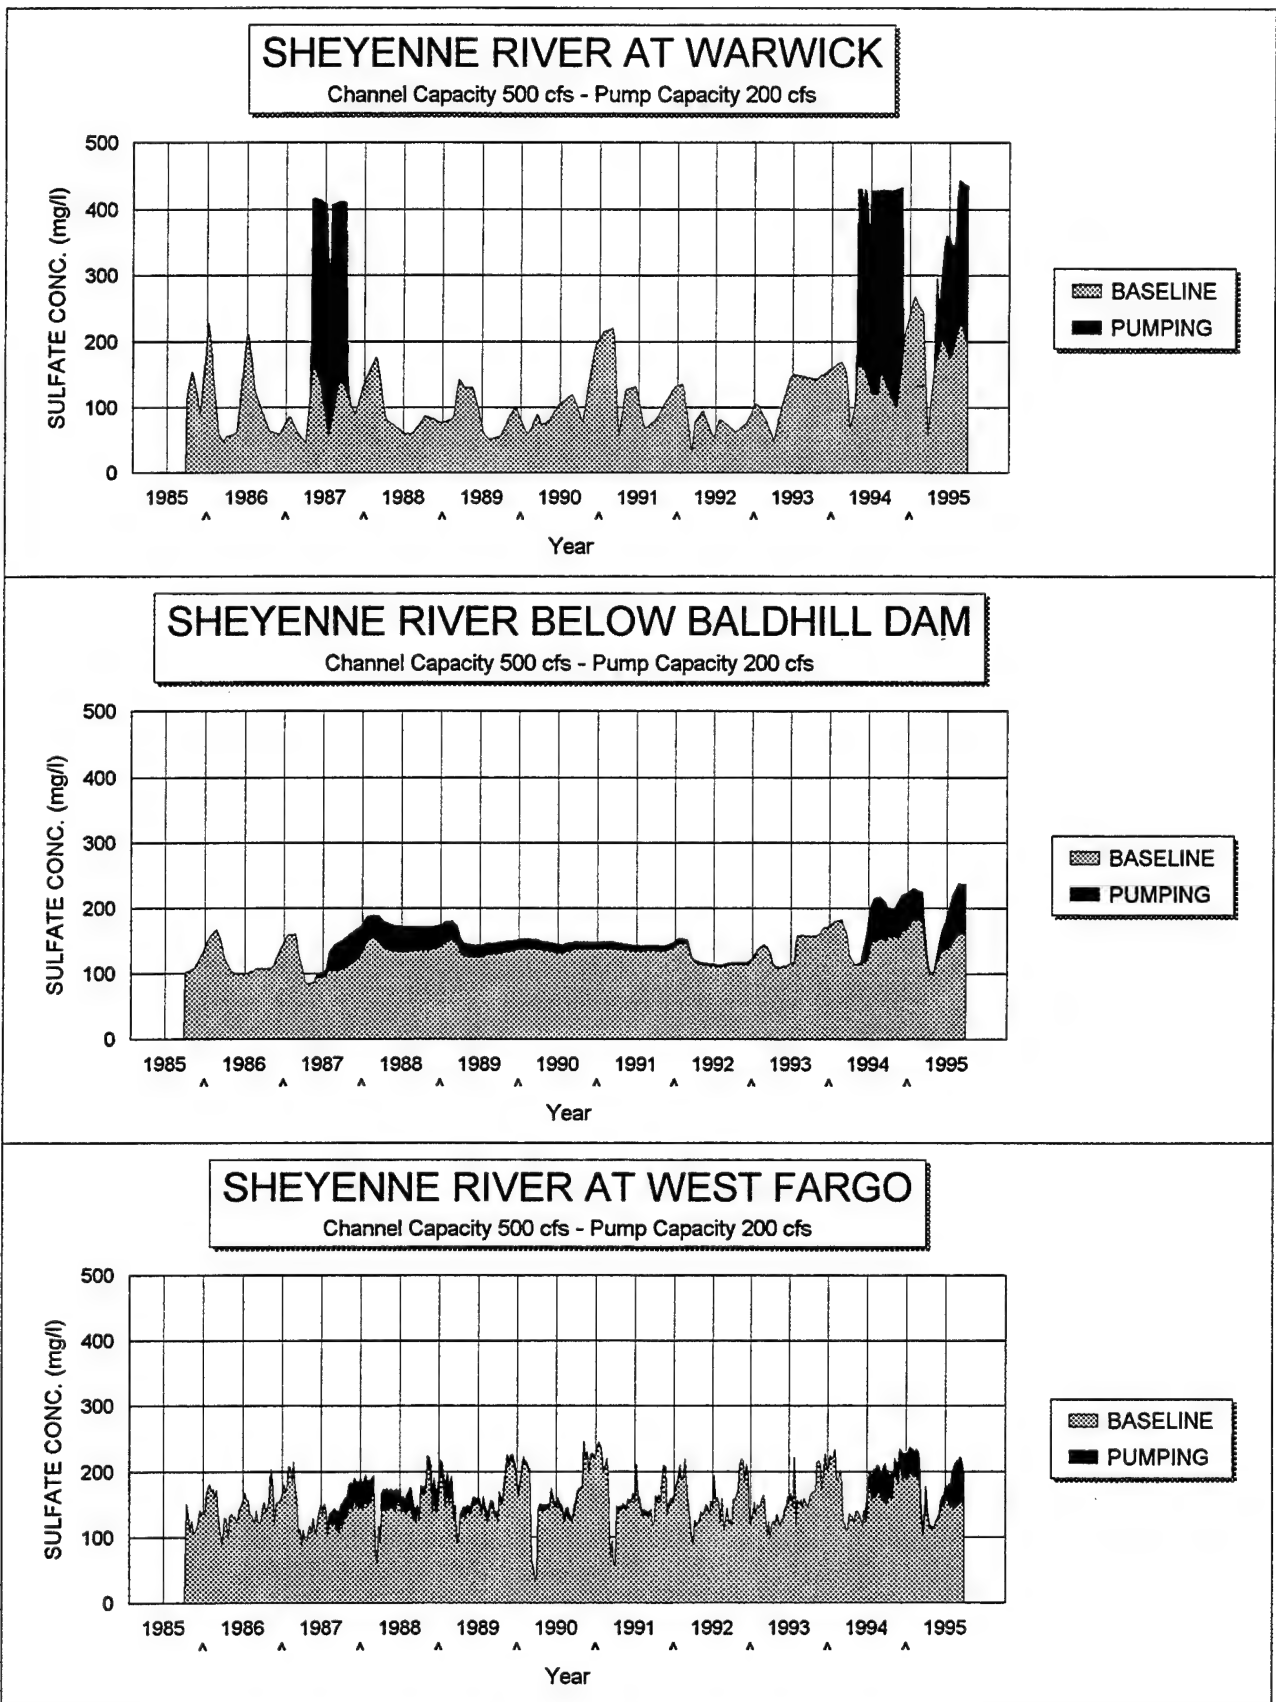 SHEYENNE RIVER AT WARWICK
Channel Capacity 500 cfs - Pump Capacity 200 cfs
500
400
300
200
100
0
SULFATE CONC. (mg/l)
1985 1986 1987 1988 1989 1990 1991 1992 1993 1994 1995
^ ^ ^ ^ ^ ^ ^ ^ ^ ^
Year
BASELINE
PUMPING
SHEYENNE RIVER BELOW BALDHILL DAM
Channel Capacity 500 cfs - Pump Capacity 200 cfs
500
400
300
200
100
0
SULFATE CONC. (mg/l)
1985 1986 1987 1988 1989 1990 1991 1992 1993 1994 1995
^ ^ ^ ^ ^ ^ ^ ^ ^ ^
Year
BASELINE
PUMPING
SHEYENNE RIVER AT WEST FARGO
Channel Capacity 500 cfs - Pump Capacity 200 cfs
500
400
300
200
100
0
SULFATE CONC. (mg/l)
1985 1986 1987 1988 1989 1990 1991 1992 1993 1994 1995
^ ^ ^ ^ ^ ^ ^ ^ ^ ^
Year
BASELINE
PUMPING